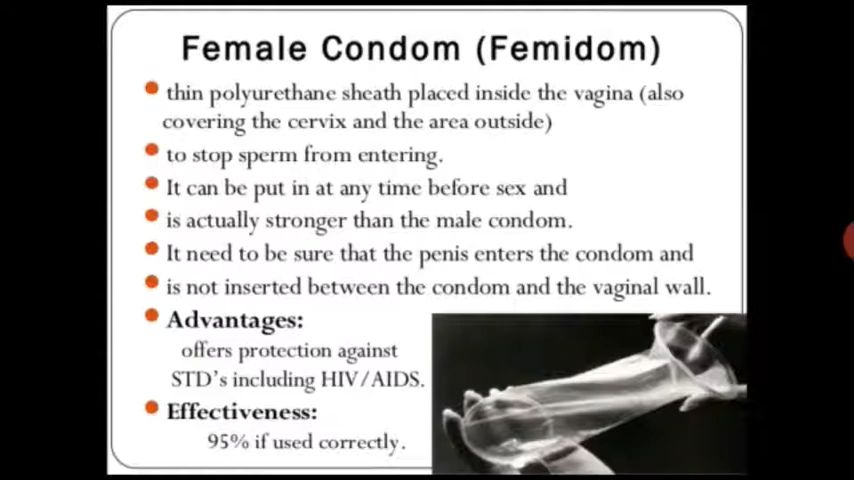 Female Condom (Femidom)
thin polyurethane sheath placed inside the vagina (also
covering the cervix and the area outside)
to stop sperm from entering.
It can be put in at any time before sex and
is actually stronger than the male condom.
It need to be sure that the penis enters the condom and
is not inserted between the condom and the vaginal wall.
Advantages:
offers protection against
STD's including HIV/AIDS.
Effectiveness:
95% if used correctly.